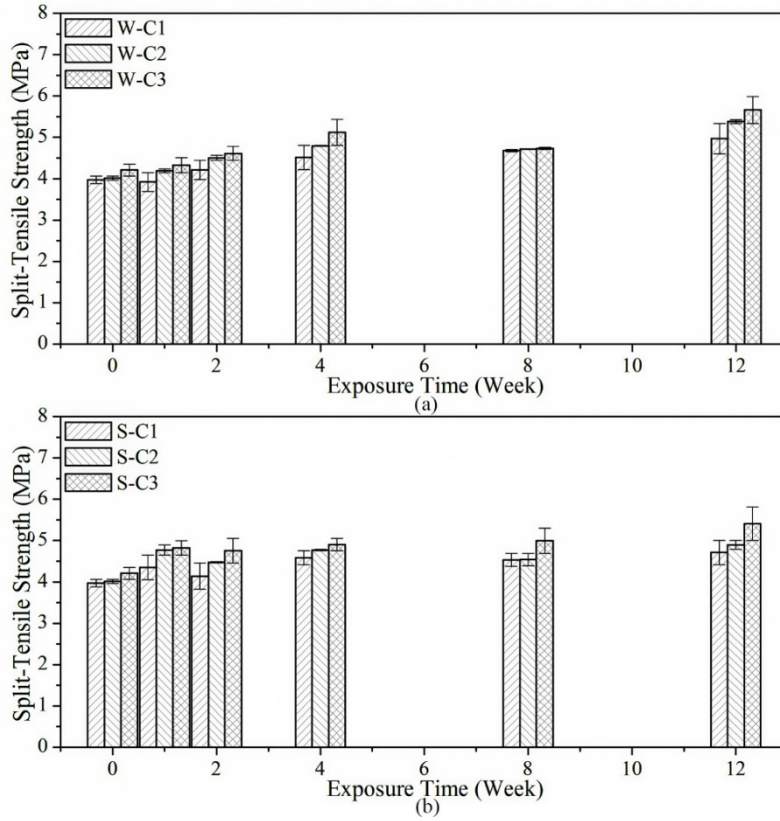 8
7
6
5
4
3
2
1
0
Split-Tensile Strength (MPa)
W-C1
W-C2
W-C3
0 2 4 6 8 10 12
Exposure Time (Week)
(a)
8
7
6
5
4
3
2
1
0
Split-Tensile Strength (MPa)
S-C1
S-C2
S-C3
0 2 4 6 8 10 12
Exposure Time (Week)
(b)